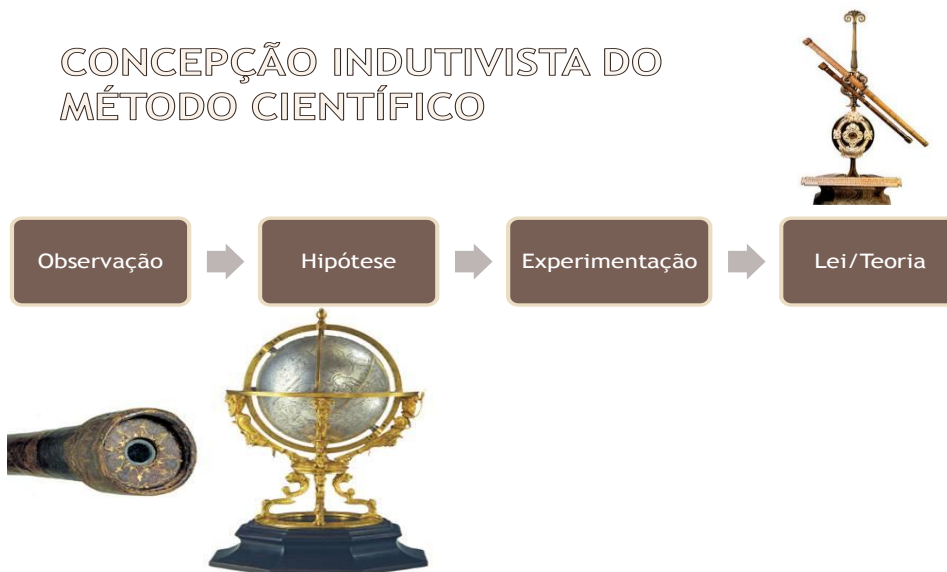 CONCEPÇÃO INDUTIVISTA DO
MÉTODO CIENTÍFICO
Observação
Hipótese
Experimentação
Lei/Teoria